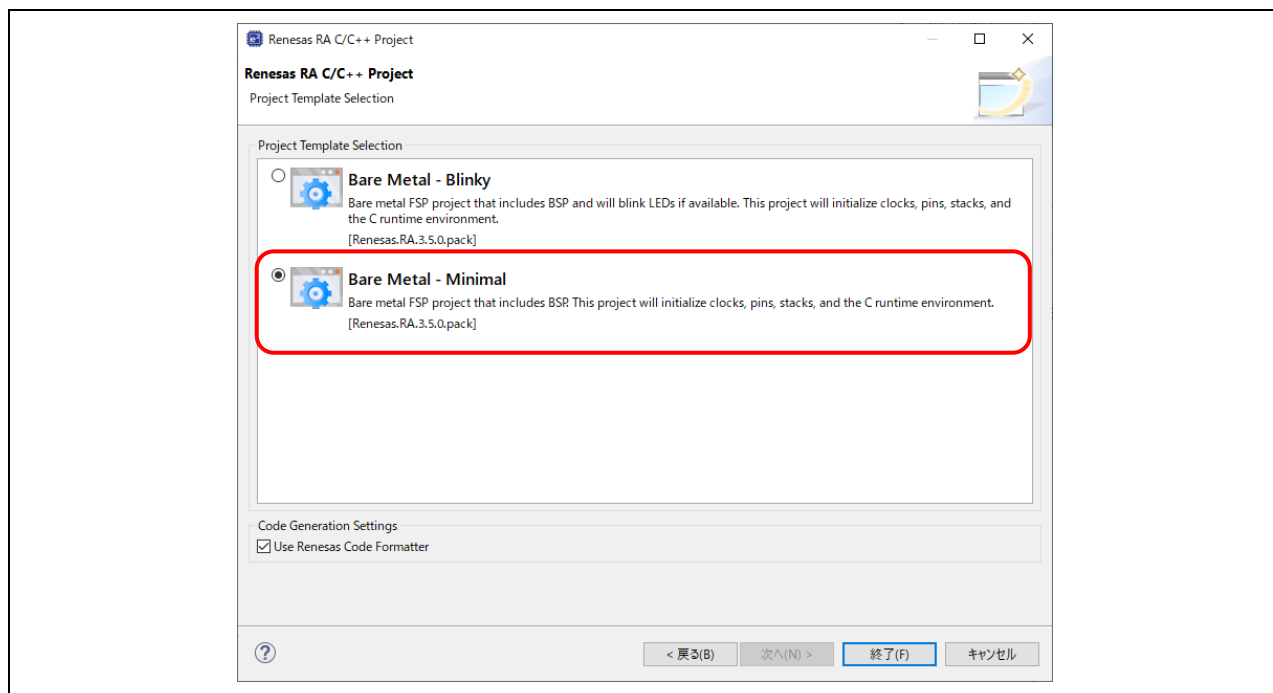 Renesas RA C/C++ Project
Renesas RA C/C++ Project
Project Template Selection
Project Template Selection
Bare Metal - Blinky
Bare metal FSP project that includes BSP and will blink LEDs if available. This project will initialize clocks, pins, stacks, and
the C runtime environment.
[Renesas.RA.3.5.0.pack]
Bare Metal - Minimal
Bare metal FSP project that includes BSP. This project will initialize clocks, pins, stacks, and the C runtime environment.
[Renesas.RA.3.5.0.pack]
Code Generation Settings
Use Renesas Code Formatter
< 戻る(B) 次へ(N) > 終了(F) キャンセル